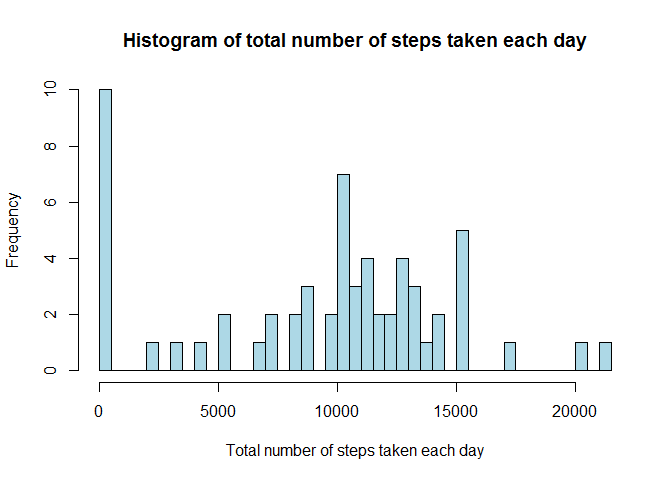 Histogram of total number of steps taken each day
Frequency
10
8
6
4
2
0
0 5000 10000 15000 20000
Total number of steps taken each day